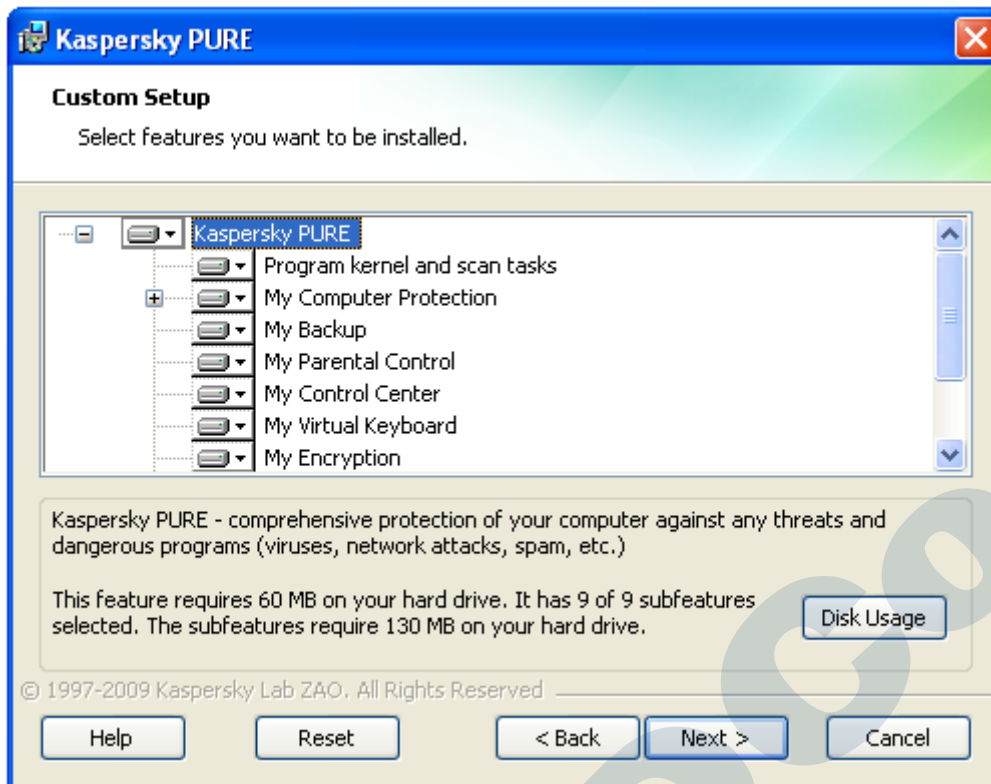 Kaspersky PURE
Custom Setup
Select features you want to be installed.
Kaspersky PURE
Program kernel and scan tasks
My Computer Protection
My Backup
My Parental Control
My Control Center
My Virtual Keyboard
My Encryption
Kaspersky PURE - comprehensive protection of your computer against any threats and
dangerous programs (viruses, network attacks, spam, etc.)
This feature requires 60 MB on your hard drive. It has 9 of 9 subfeatures
selected. The subfeatures require 130 MB on your hard drive.
Disk Usage
© 1997-2009 Kaspersky Lab ZAO. All Rights Reserved
Help
Reset
< Back
Next >
Cancel